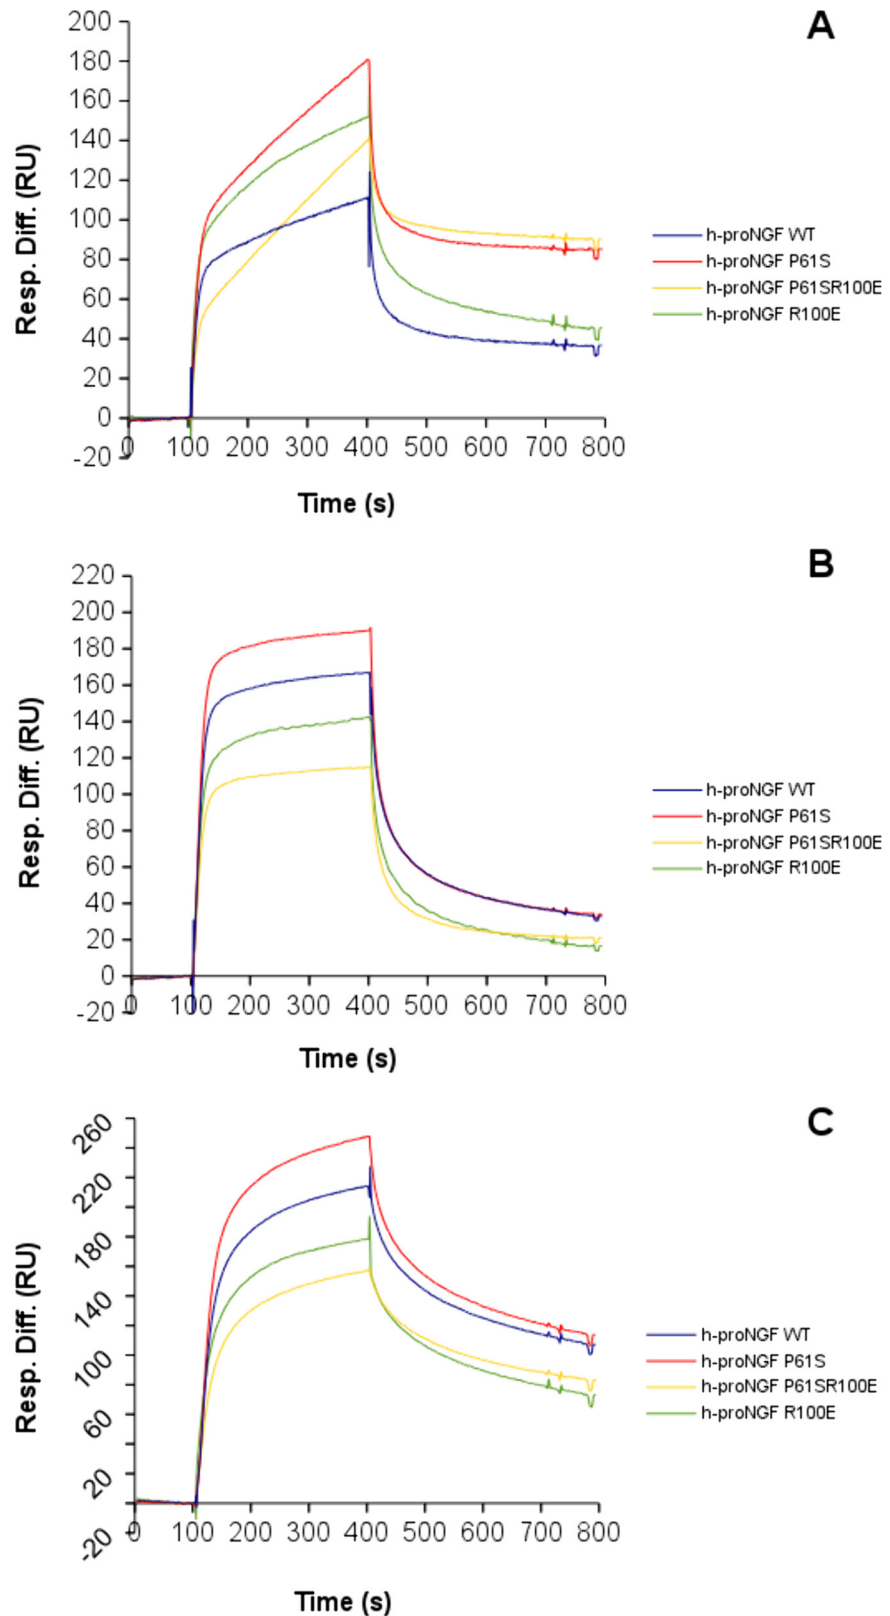 A
200
180
160
140
120
100
80
60
40
20
0
-20
Resp. Diff. (RU)
0 100 200 300 400 500 600 700 800
Time (s)
h-proNGF WT
h-proNGF P61S
h-proNGF P61SR100E
h-proNGF R100E
B
220
200
180
160
140
120
100
80
60
40
20
0
-20
Resp. Diff. (RU)
0 100 200 300 400 500 600 700 800
Time (s)
h-proNGF WT
h-proNGF P61S
h-proNGF P61SR100E
h-proNGF R100E
C
260
220
180
140
100
60
20
-20
Resp. Diff. (RU)
0 100 200 300 400 500 600 700 800
Time (s)
h-proNGF WT
h-proNGF P61S
h-proNGF P61SR100E
h-proNGF R100E